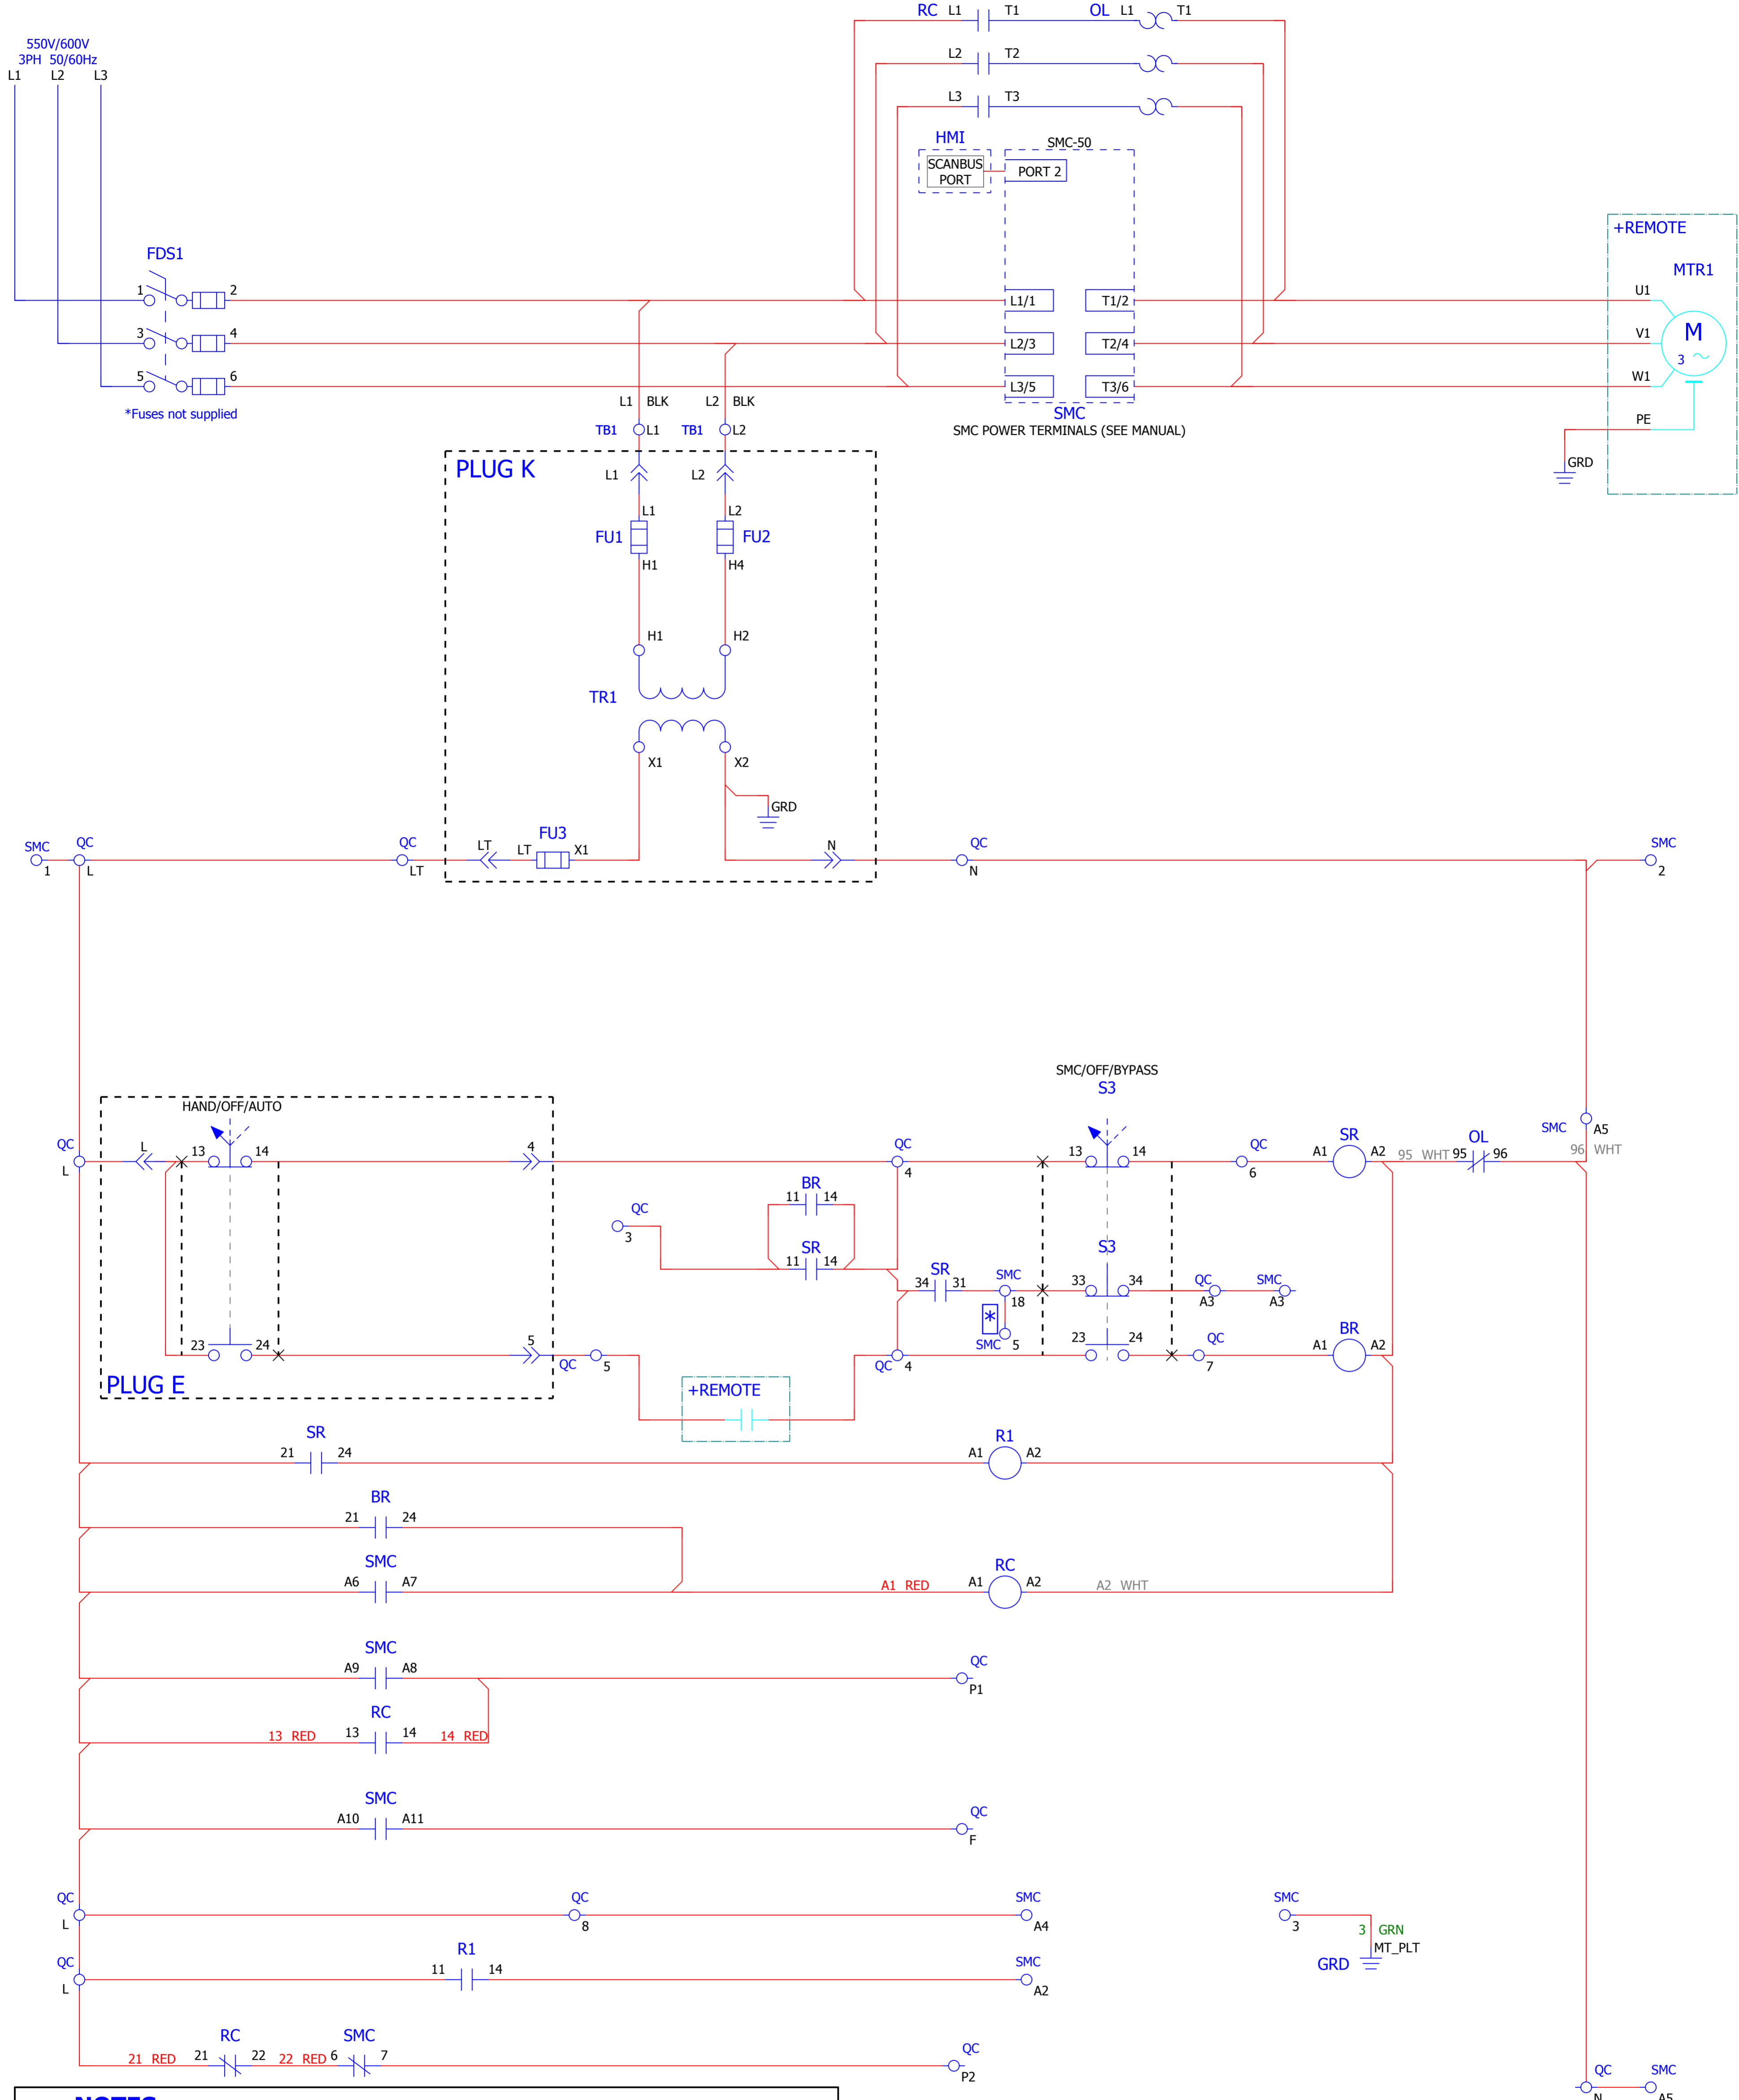 RC L1 T1 OL L1 T1
550V/600V
3PH 50/60Hz
L1 L2 L3
L2 T2
L3 T3
HMI
SMC-50
SCANBUS
PORT
PORT 2
+REMOTE
FDS1
MTR1
1 2
L1/1 T1/2
U1
3 4
L2/3 T2/4
V1
M
3
5 6
L3/5 T3/6
W1
*Fuses not supplied
L1 BLK L2 BLK
SMC
PE
TB1 L1 TB1 L2
SMC POWER TERMINALS (SEE MANUAL)
GRD
PLUG K
L1 L2
L1 L2
FU1 FU2
H1 H4
H1 H2
TR1
X1 X2
GRD
SMC QC QC LT LT FU3 X1 N QC SMC
1 L LT N 2
SMC/OFF/BYPASS
S3
HAND/OFF/AUTO
SMC A5
QC L 13 14 4 QC 13 14 QC SR OL
L 4 6 A1 A2 95 WHT 95 96 96 WHT
BR
11 14
QC
3
SR
11 14
S3
SR
34 31
SMC
18
33 34
QC
A3
SMC
A3
*
SMC 5
23 24 5 QC 5
QC 4 23 24 QC 7 A1 BR A2
PLUG E
+REMOTE
SR
21 24
R1
A1 A2
BR
21 24
SMC
A6 A7
RC
A1 RED A1 A2 A2 WHT
SMC
A9 A8
QC
P1
RC
13 RED 13 14 14 RED
SMC
A10 A11
QC
F
QC QC SMC SMC
L 8 A4 3
3 GRN
MT_PLT
GRD
QC R1 SMC
11 14
L A2
RC SMC
21 RED 21 22 22 RED 6 7
QC
P2
QC SMC
N A5
NOTES